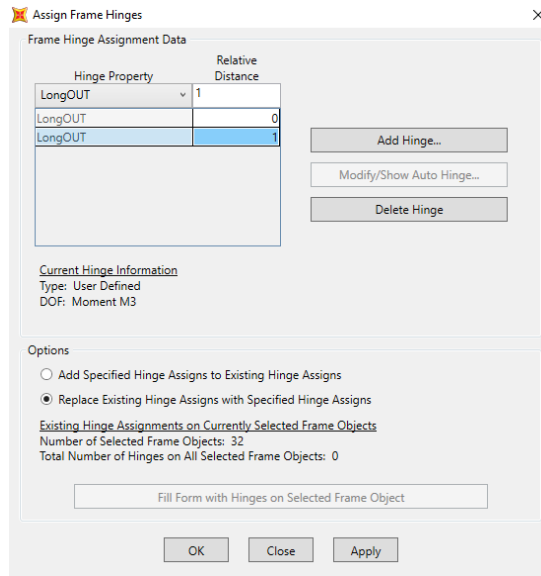 Assign Frame Hinges
Frame Hinge Assignment Data
Relative
Hinge Property Distance
LongOUT 1
LongOUT 0
LongOUT 1
Add Hinge...
Modify/Show Auto Hinge...
Delete Hinge
Current Hinge Information
Type: User Defined
DOF: Moment M3
Options
Add Specified Hinge Assigns to Existing Hinge Assigns
Replace Existing Hinge Assigns with Specified Hinge Assigns
Existing Hinge Assignments on Currently Selected Frame Objects
Number of Selected Frame Objects: 32
Total Number of Hinges on All Selected Frame Objects: 0
Fill Form with Hinges on Selected Frame Object
OK Close Apply